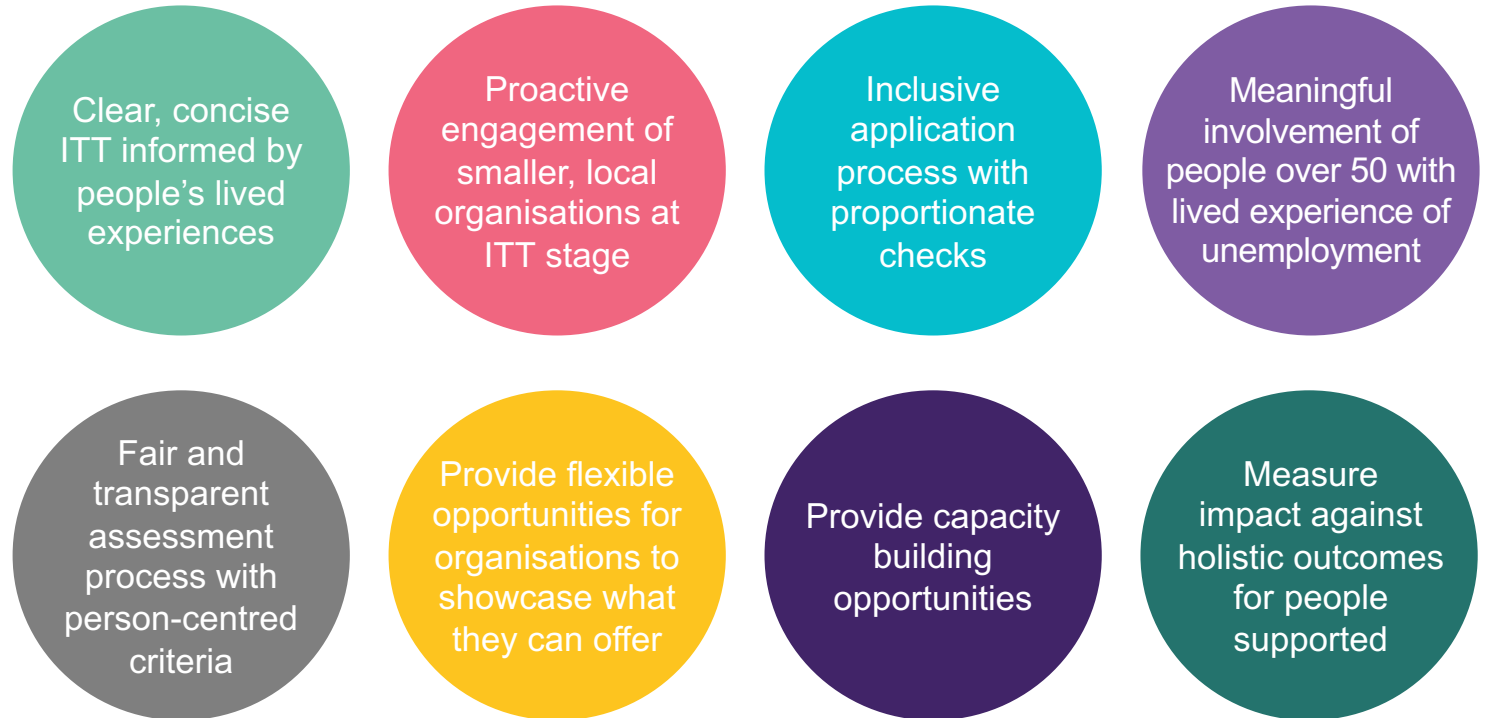 Clear, concise
ITT informed by
people’s lived
experiences
Proactive
engagement of
smaller, local
organisations at
ITT stage
Inclusive
application
process with
proportionate
checks
Meaningful
involvement of
people over 50 with
lived experience of
unemployment
Fair and
transparent
assessment
process with
person-centred
criteria
Provide flexible
opportunities for
organisations to
showcase what
they can offer
Provide capacity
building
opportunities
Measure
impact against
holistic outcomes
for people
supported